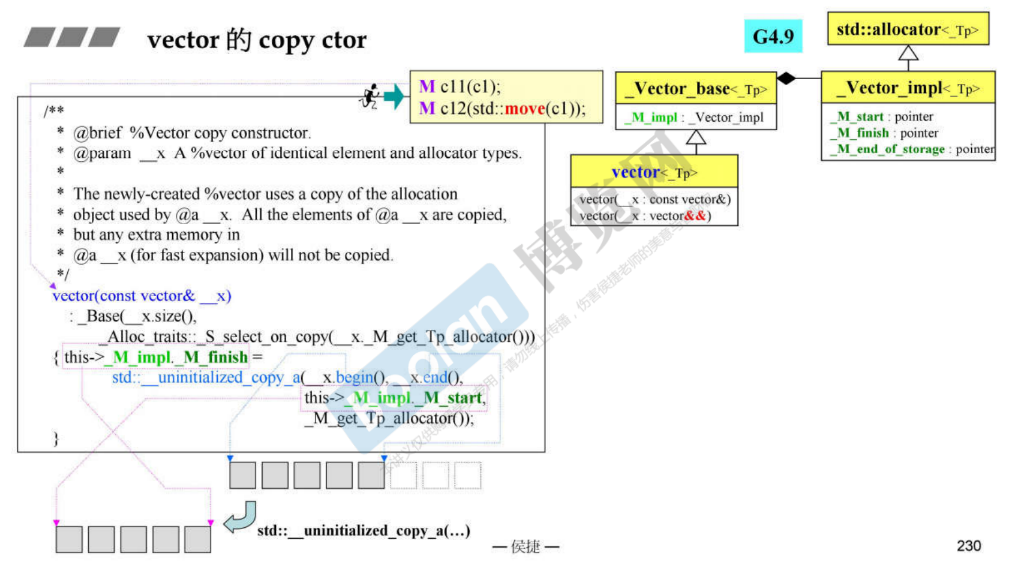 vector 的 copy ctor
G4.9
std::allocator<_Tp>
M c11(c1);
M c12(std::move(c1));
_Vector_base<_Tp>
_M_impl : _Vector_impl
_Vector_impl<_Tp>
_M_start : pointer
_M_finish : pointer
_M_end_of_storage : pointer
vector<_Tp>
vector(__x : const vector&)
vector(__x : vector&&)
/**
* @brief %Vector copy constructor.
* @param __x A %vector of identical element and allocator types.
*
* The newly-created %vector uses a copy of the allocation
* object used by @a __x. All the elements of @a __x are copied,
* but any extra memory in
* @a __x (for fast expansion) will not be copied.
*/
vector(const vector& __x)
: _Base(__x.size(),
_Alloc_traits::_S_select_on_copy(__x._M_get_Tp_allocator()))
{ this->_M_impl._M_finish =
std::__uninitialized_copy_a(__x.begin(), __x.end(),
this->_M_impl._M_start,
_M_get_Tp_allocator());
}
std::__uninitialized_copy_a(…)
— 侯捷 —
230
Boolan
博览网